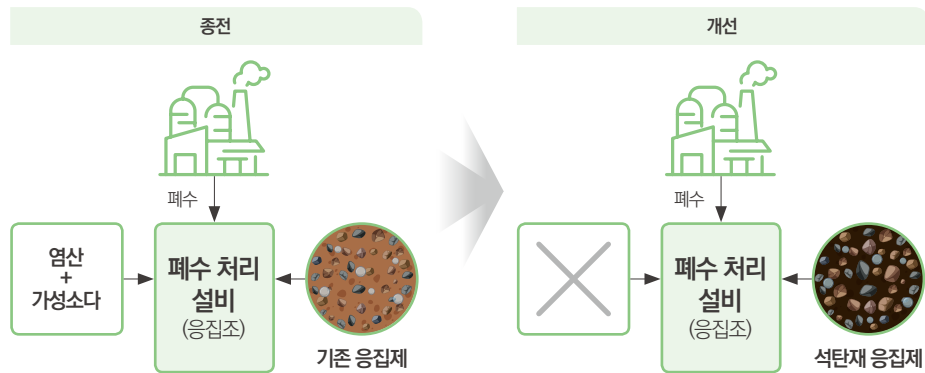 종전
폐수
염산
+
가성소다
폐수 처리
설비
(응집조)
기존 응집제
개선
폐수
폐수 처리
설비
(응집조)
석탄재 응집제